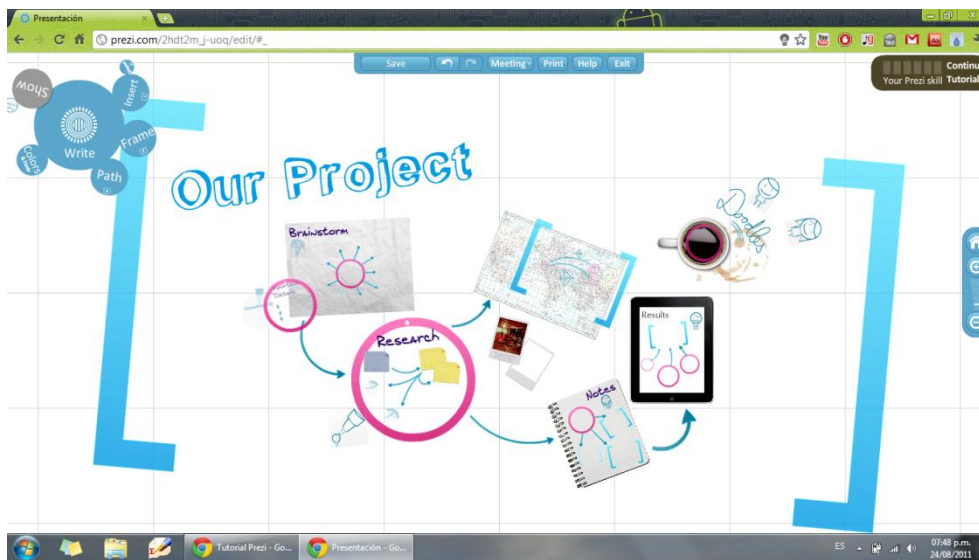 Presentación
prezi.com/2hdt2m_j-uoq/edit/#_
Save
Meeting
Print
Help
Exit
Continu
Your Prezi skill
Tutorial
Show
Insert
Frame
Write
Colors
Path
Our Project
Brainstorm
Details
Research
Doodles
Results
Notes
Tutorial Prezi - Go...
Presentación - Go...
ES
07:48 p.m.
24/08/2011